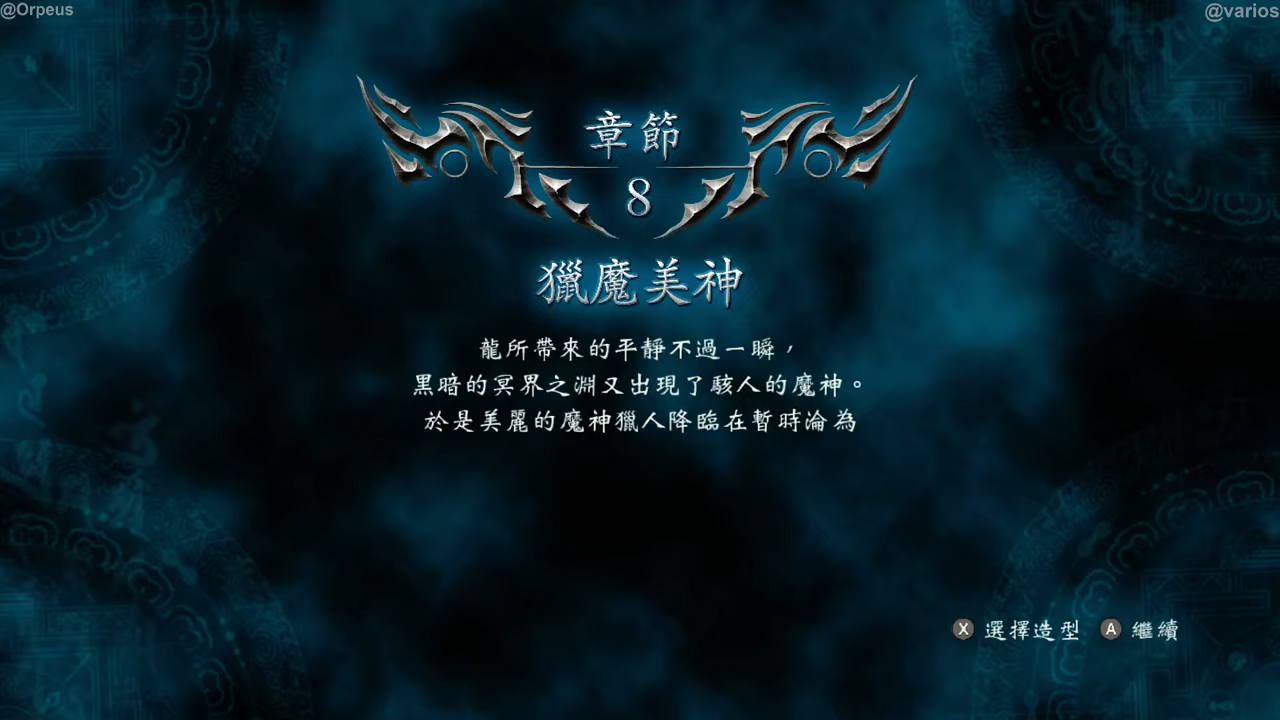 @Orpeus
@varios
章節
8
獵魔美神
龍所帶來的平靜不過一瞬，
黑暗的冥界之淵又出現了駭人的魔神。
於是美麗的魔神獵人降臨在暫時淪為
X 選擇造型 A 繼續